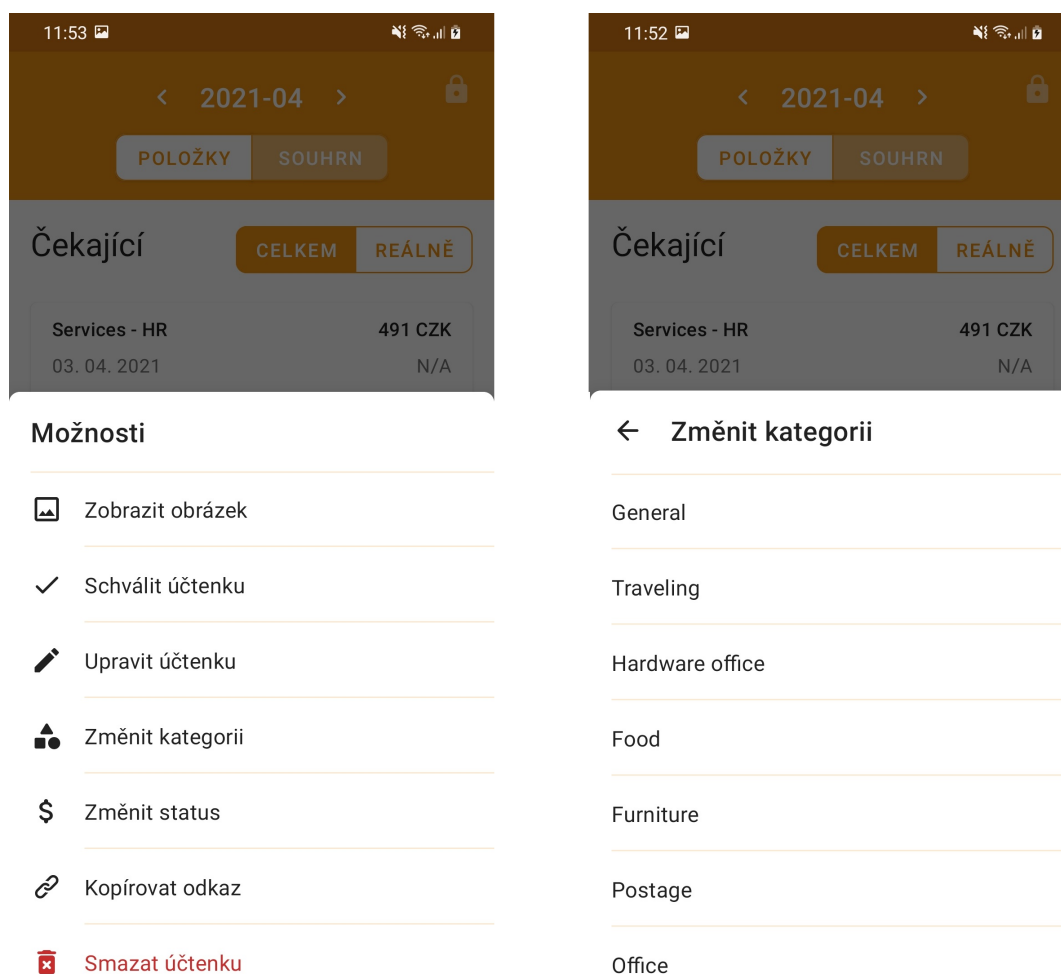 11:53
2021-04
POLOŽKY SOUHRN
Čekající
CELKEM REÁLNĚ
Services - HR 491 CZK
03. 04. 2021 N/A
Možnosti
Zobrazit obrázek
Schválit účtenku
Upravit účtenku
Změnit kategorii
Změnit status
Kopírovat odkaz
Smazat účtenku
11:52
2021-04
POLOŽKY SOUHRN
Čekající
CELKEM REÁLNĚ
Services - HR 491 CZK
03. 04. 2021 N/A
Změnit kategorii
General
Traveling
Hardware office
Food
Furniture
Postage
Office